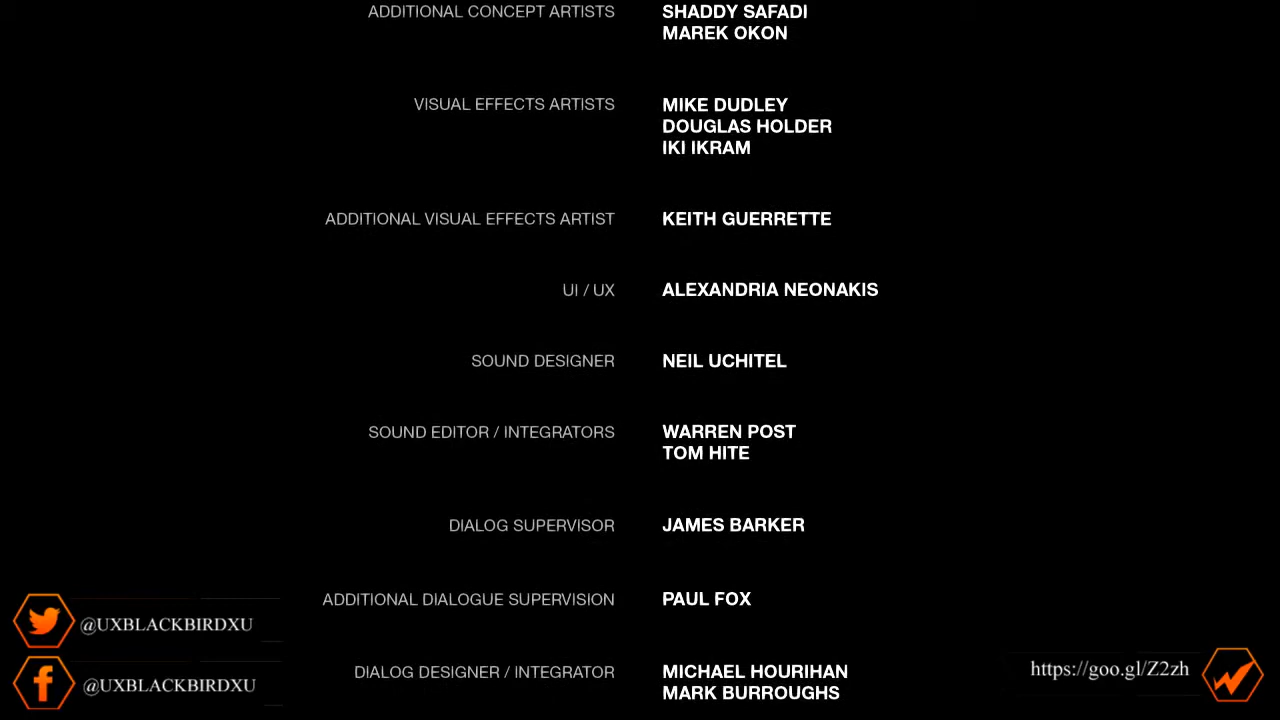 ADDITIONAL CONCEPT ARTISTS SHADDY SAFADI
MAREK OKON
VISUAL EFFECTS ARTISTS MIKE DUDLEY
DOUGLAS HOLDER
IKI IKRAM
ADDITIONAL VISUAL EFFECTS ARTIST KEITH GUERRETTE
UI / UX ALEXANDRIA NEONAKIS
SOUND DESIGNER NEIL UCHITEL
SOUND EDITOR / INTEGRATORS WARREN POST
TOM HITE
DIALOG SUPERVISOR JAMES BARKER
ADDITIONAL DIALOGUE SUPERVISION PAUL FOX
@UXBLACKBIRDXU
DIALOG DESIGNER / INTEGRATOR MICHAEL HOURIHAN
MARK BURROUGHS
@UXBLACKBIRDXU
https://goo.gl/Z2zh